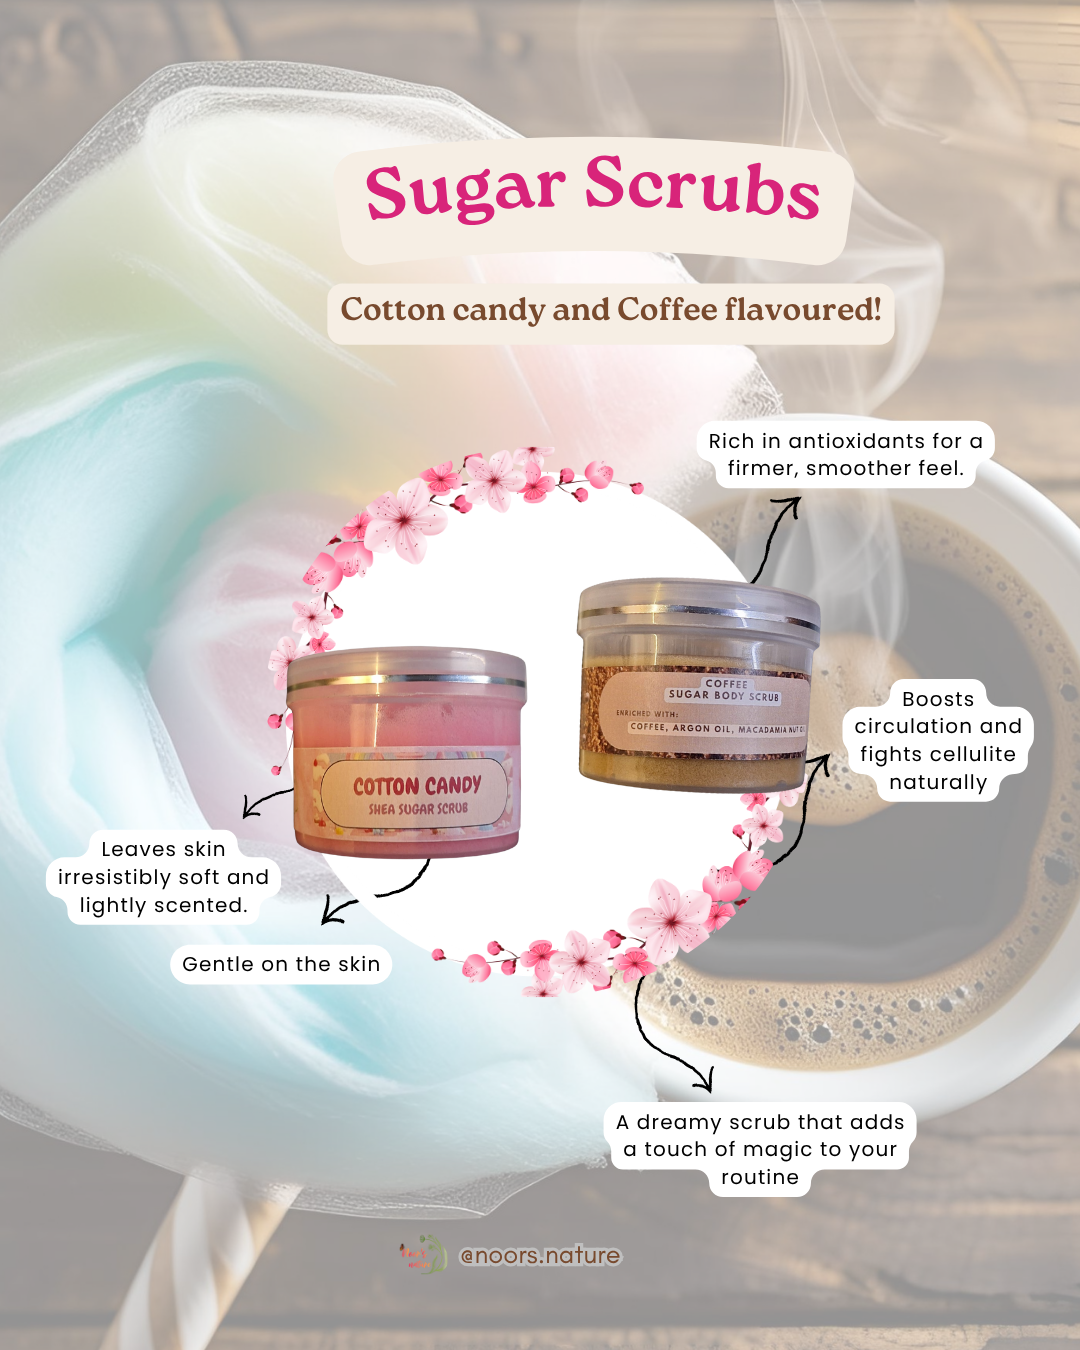 Sugar Scrubs
Cotton candy and Coffee flavoured!
Rich in antioxidants for a
firmer, smoother feel.
COFFEE
SUGAR BODY SCRUB
ENRICHED WITH:
COFFEE, ARGON OIL, MACADAMIA NUT O
Boosts
circulation and
fights cellulite
naturally
COTTON CANDY
SHEA SUGAR SCRUB
Leaves skin
irresistibly soft and
lightly scented.
Gentle on the skin
A dreamy scrub that adds
a touch of magic to your
routine
@noors.nature